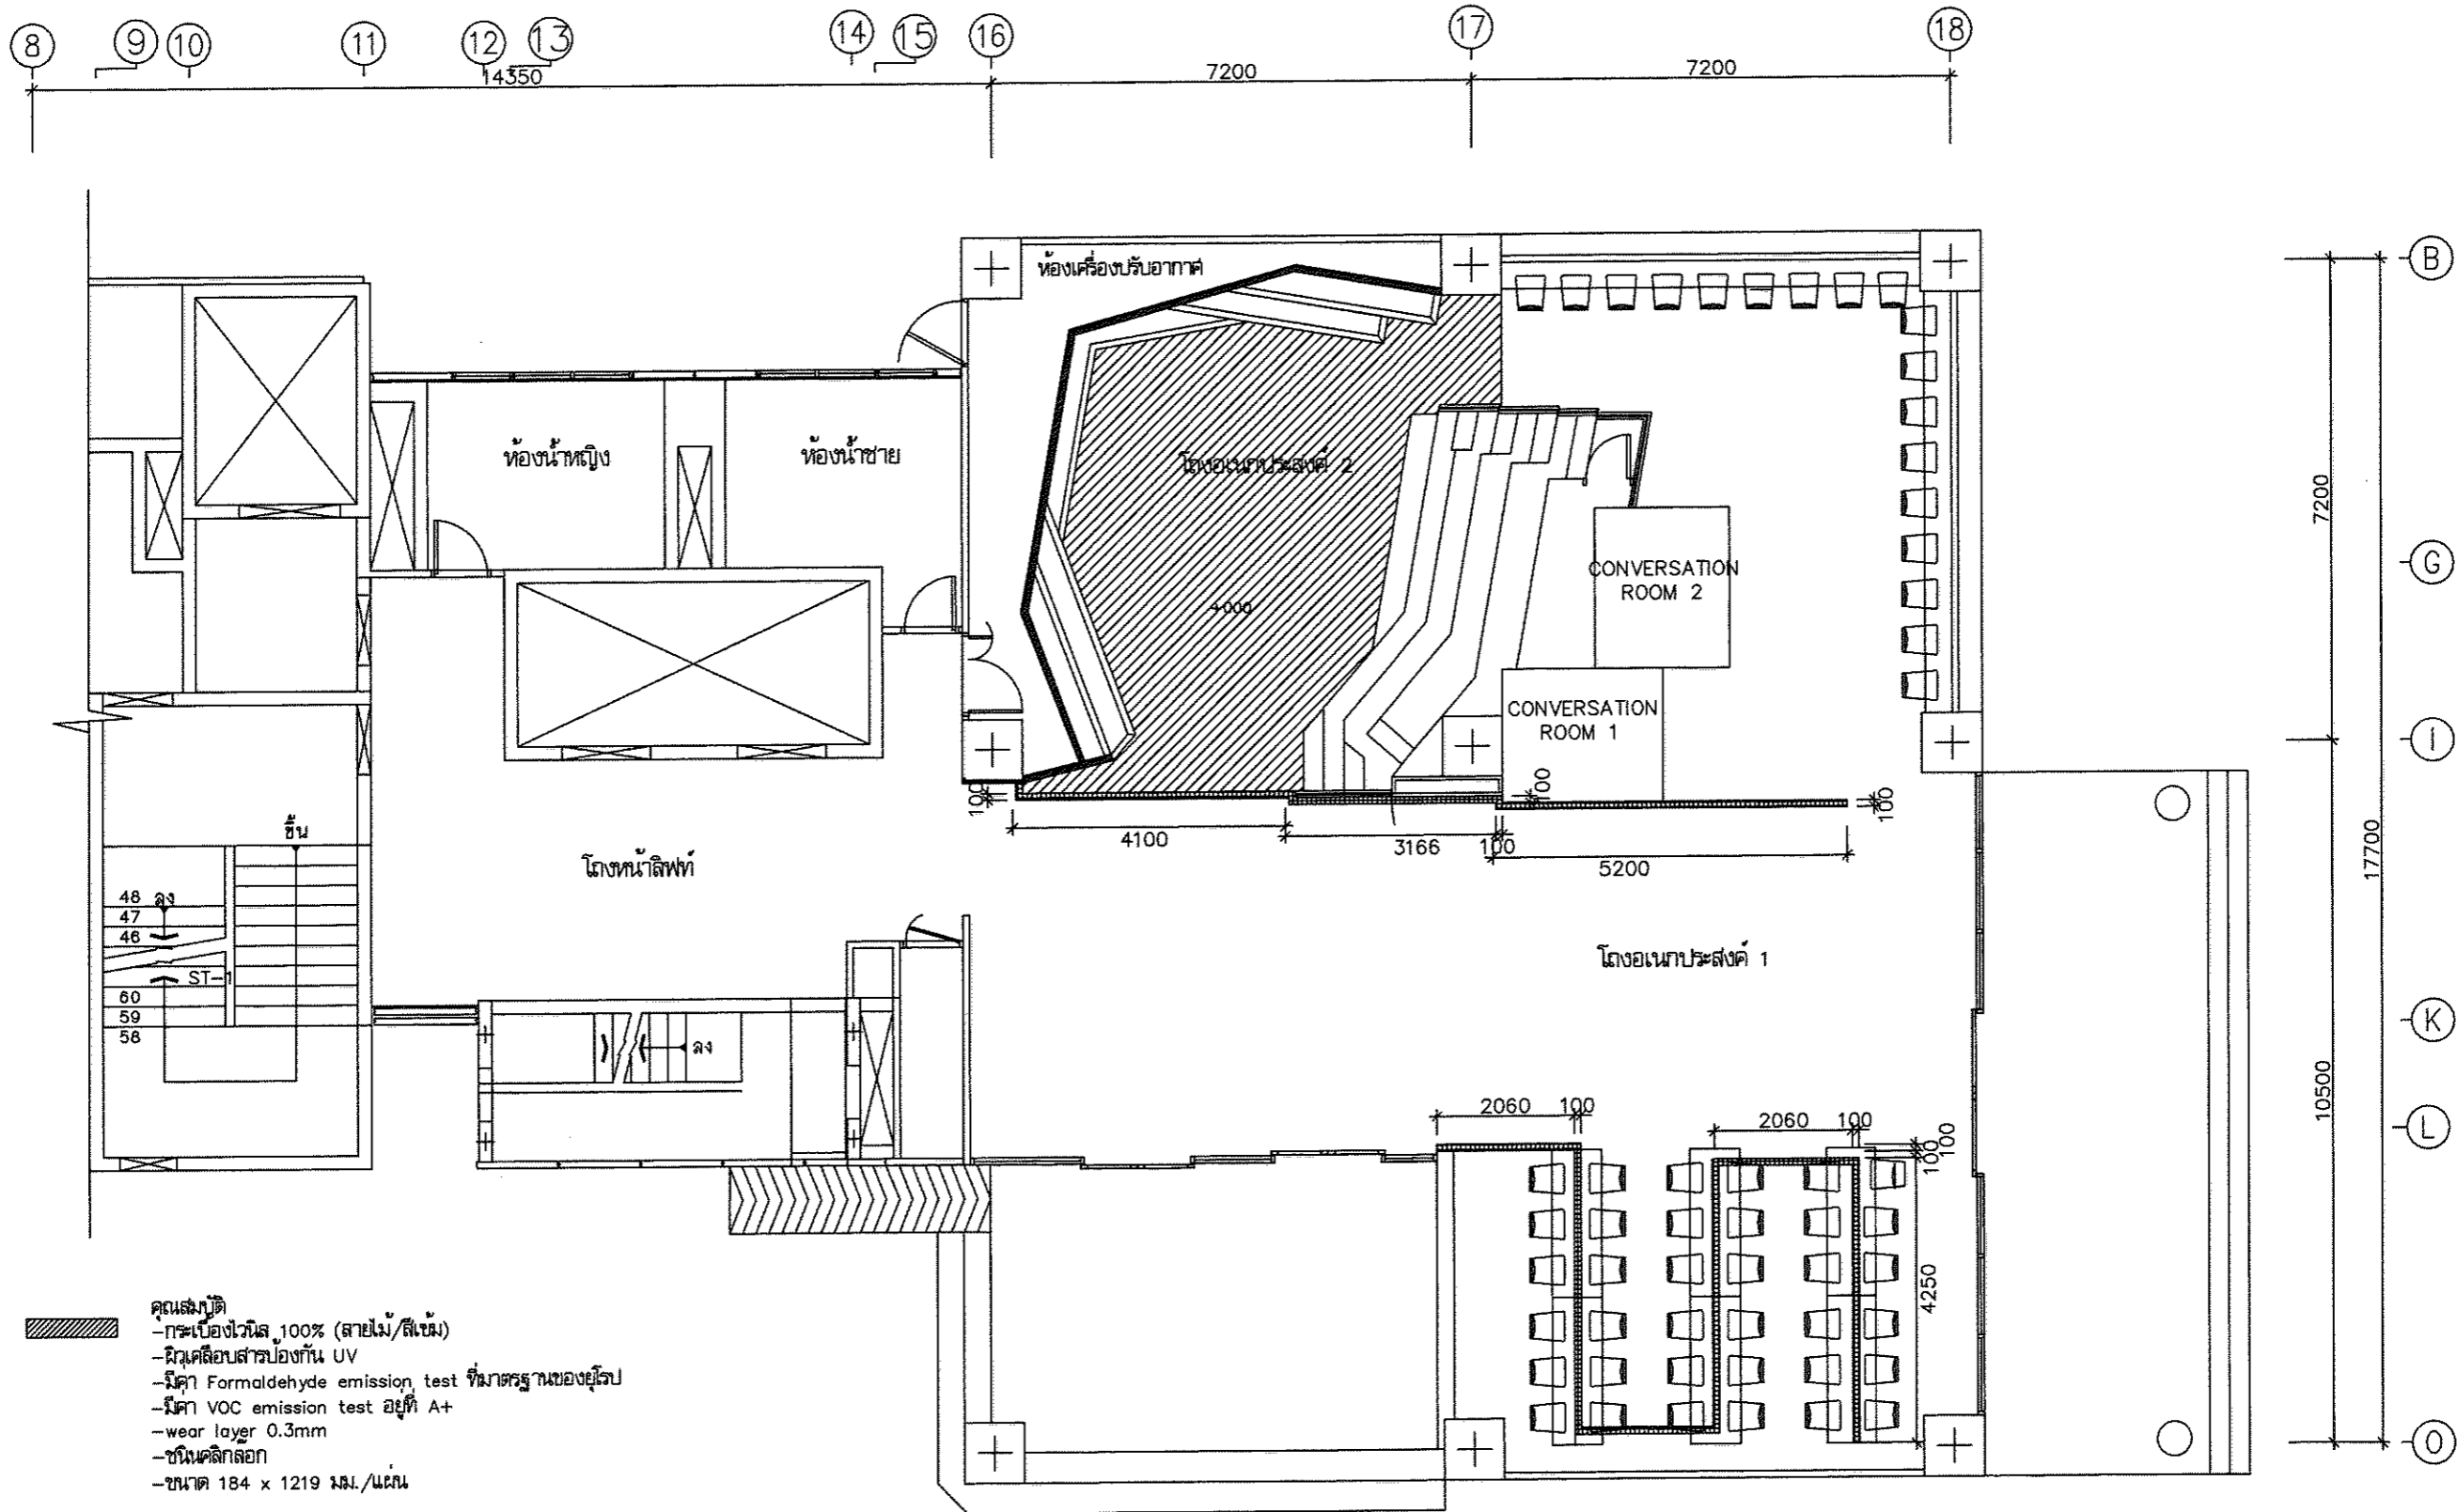 8
9
10
11
12
13
14
15
16
17
18
14350
7200
7200
B
ห้องเครื่องปรับอากาศ
ห้องน้ำหญิง
ห้องน้ำชาย
โถงอเนกประสงค์ 2
7200
G
CONVERSATION
ROOM 2
+000
CONVERSATION
ROOM 1
I
100
100
100
4100
3166
100
5200
17700
ขึ้น
โถงหน้าลิฟท์
48
ลง
47
46
ST-1
60
59
58
โถงอเนกประสงค์ 1
K
ลง
10500
2060
100
2060
100
100
100
L
4250
O
คุณสมบัติ
-กระเบื้องไวนิล 100% (ลายไม้/สีเข้ม)
-ผิวเคลือบสารป้องกัน UV
-มีค่า Formaldehyde emission test ที่มาตรฐานของยุโรป
-มีค่า VOC emission test อยู่ที่ A+
-wear layer 0.3mm
-ชนิดคลิกล็อก
-ขนาด 184 x 1219 มม./แผ่น